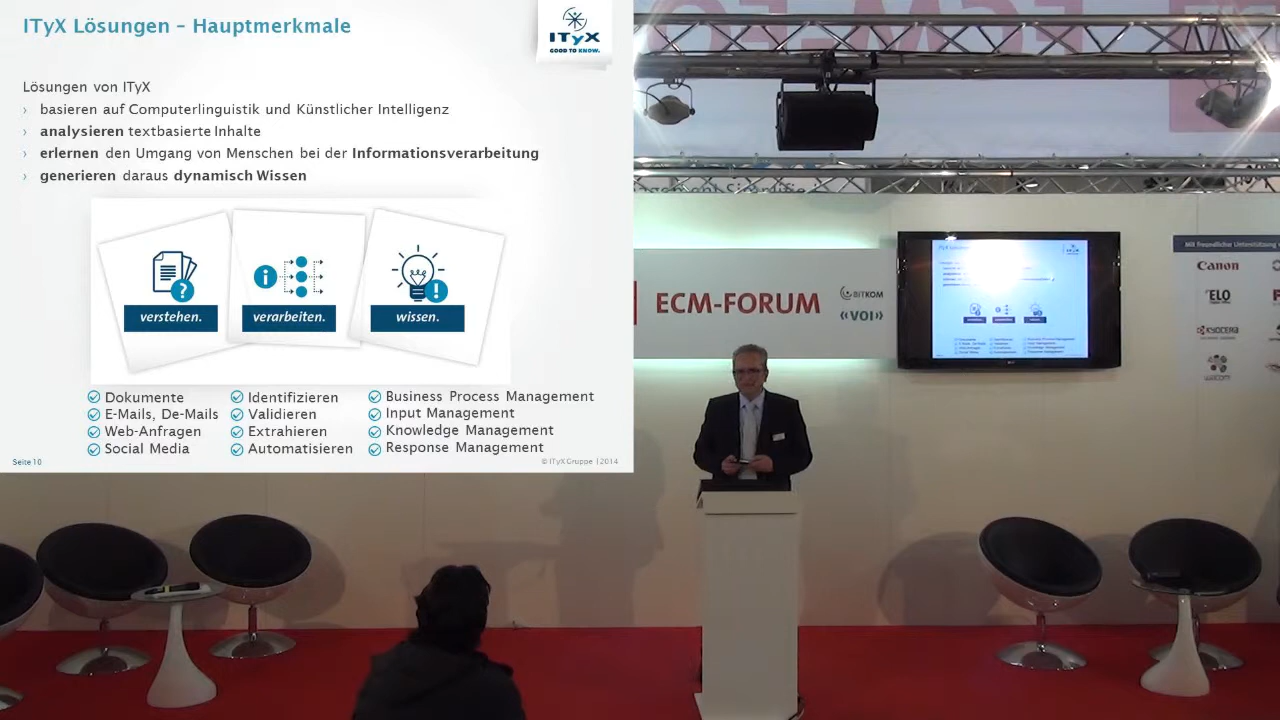 ITyX Lösungen – Hauptmerkmale
ITyX
GOOD TO KNOW.
Lösungen von ITyX
› basieren auf Computerlinguistik und Künstlicher Intelligenz
› analysieren textbasierte Inhalte
› erlernen den Umgang von Menschen bei der Informationsverarbeitung
› generieren daraus dynamisch Wissen
verstehen.
verarbeiten.
wissen.
Dokumente
E-Mails, De-Mails
Web-Anfragen
Social Media
Identifizieren
Validieren
Extrahieren
Automatisieren
Business Process Management
Input Management
Knowledge Management
Response Management
Seite 10
© ITyX Gruppe | 2014
ECM-FORUM
BITKOM
VOI
Mit freundlicher Unterstützung
Canon
ELO
KYOCERA